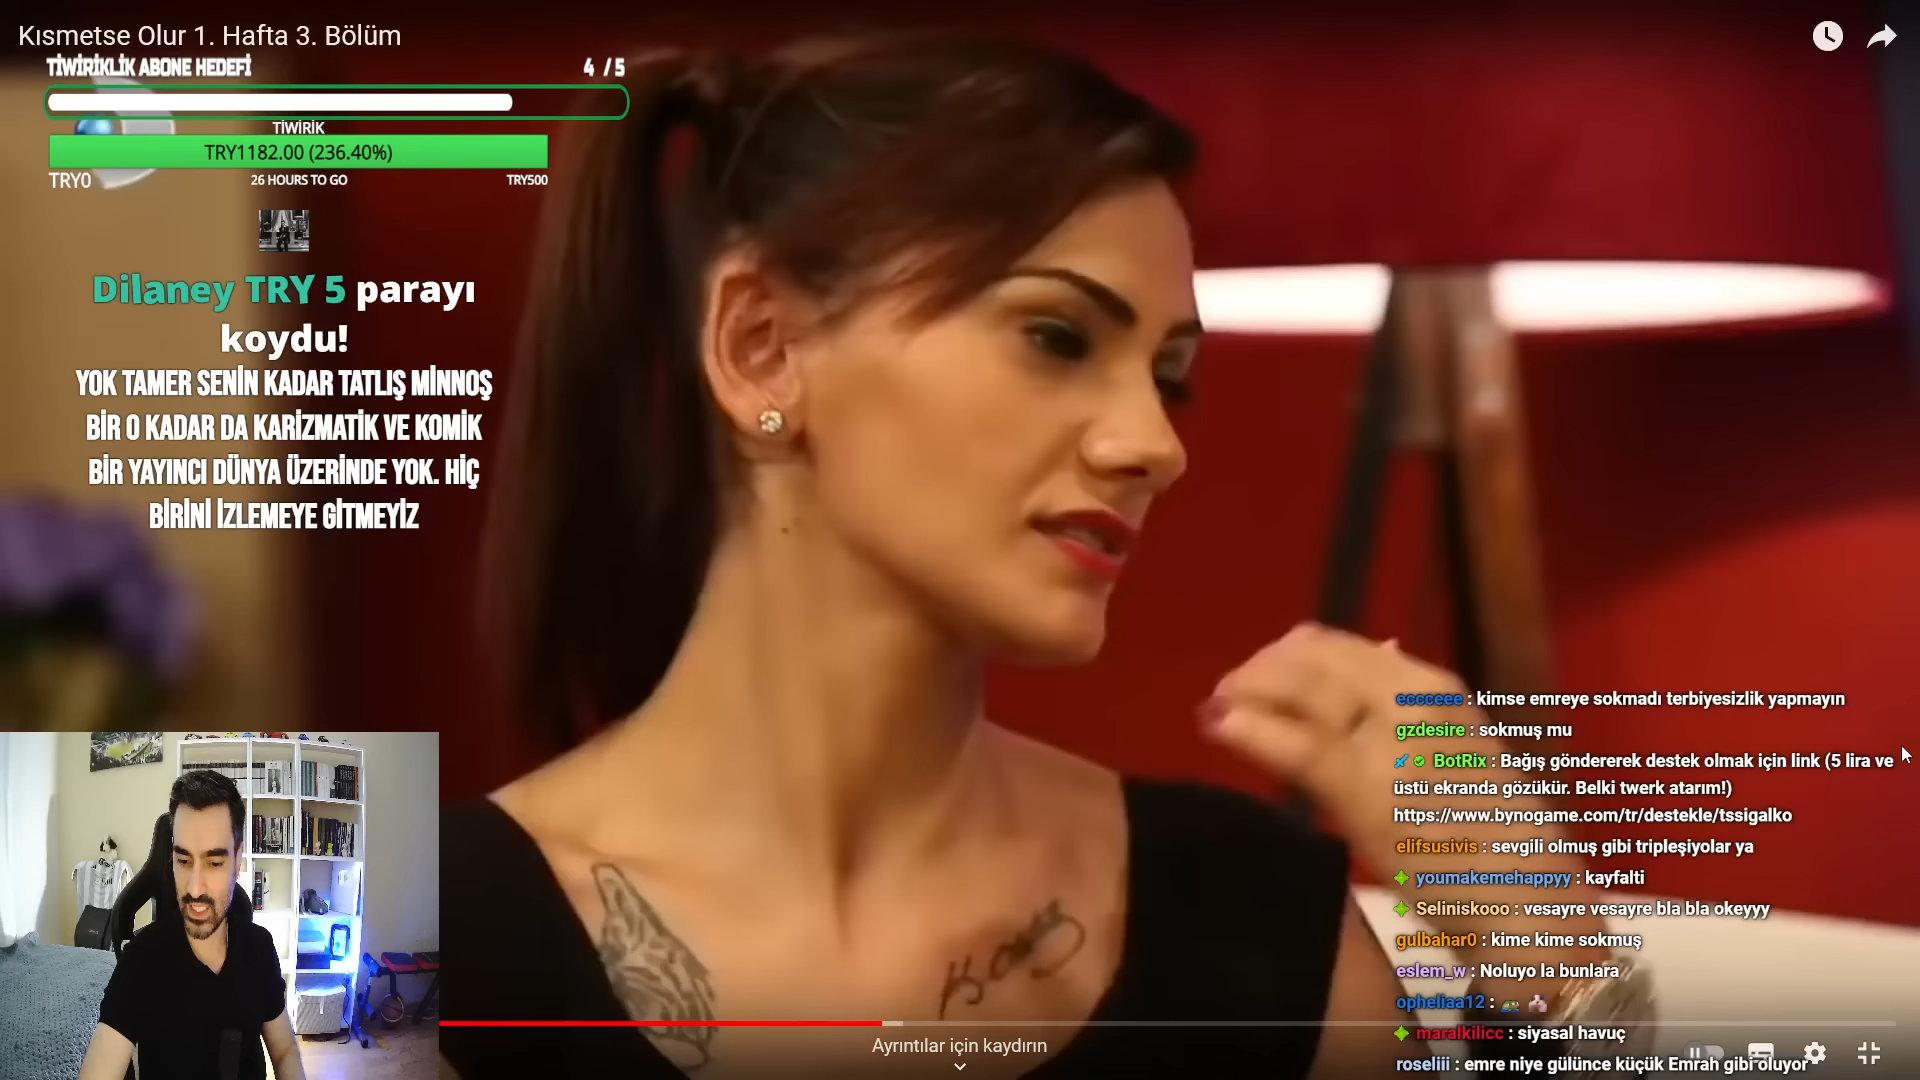 Kısmetse Olur 1. Hafta 3. Bölüm
TİWİRİKLİK ABONE HEDEFİ
4 / 5
TİWİRİK
TRY1182.00 (236.40%)
TRY0
26 HOURS TO GO
TRY500
Dilaney TRY 5 parayı
koydu!
YOK TAMER SENİN KADAR TATLIŞ MİNNOŞ
BİR O KADAR DA KARİZMATİK VE KOMİK
BİR YAYINCI DÜNYA ÜZERİNDE YOK. HİÇ
BİRİNİ İZLEMEYE GİTMEYİZ
eccceee : kimse emreye sokmadı terbiyesizlik yapmayın
gzdesire : sokmuş mu
BotRix : Bağış göndererek destek olmak için link (5 lira ve
üstü ekranda gözükür. Belki twerk atarım!)
https://www.bynogame.com/tr/destekle/tssigalko
elifsusivis : sevgili olmuş gibi tripleşiyolar ya
youmakemehappyy : kayfalti
Seliniskooo : vesayre vesayre bla bla okeyyy
gulbahar0 : kime kime sokmuş
eslem_w : Noluyo la bunlara
opheliaa12 :
maralkilicc : siyasal havuç
roseliii : emre niye gülünce küçük Emrah gibi oluyor
Ayrıntılar için kaydırın